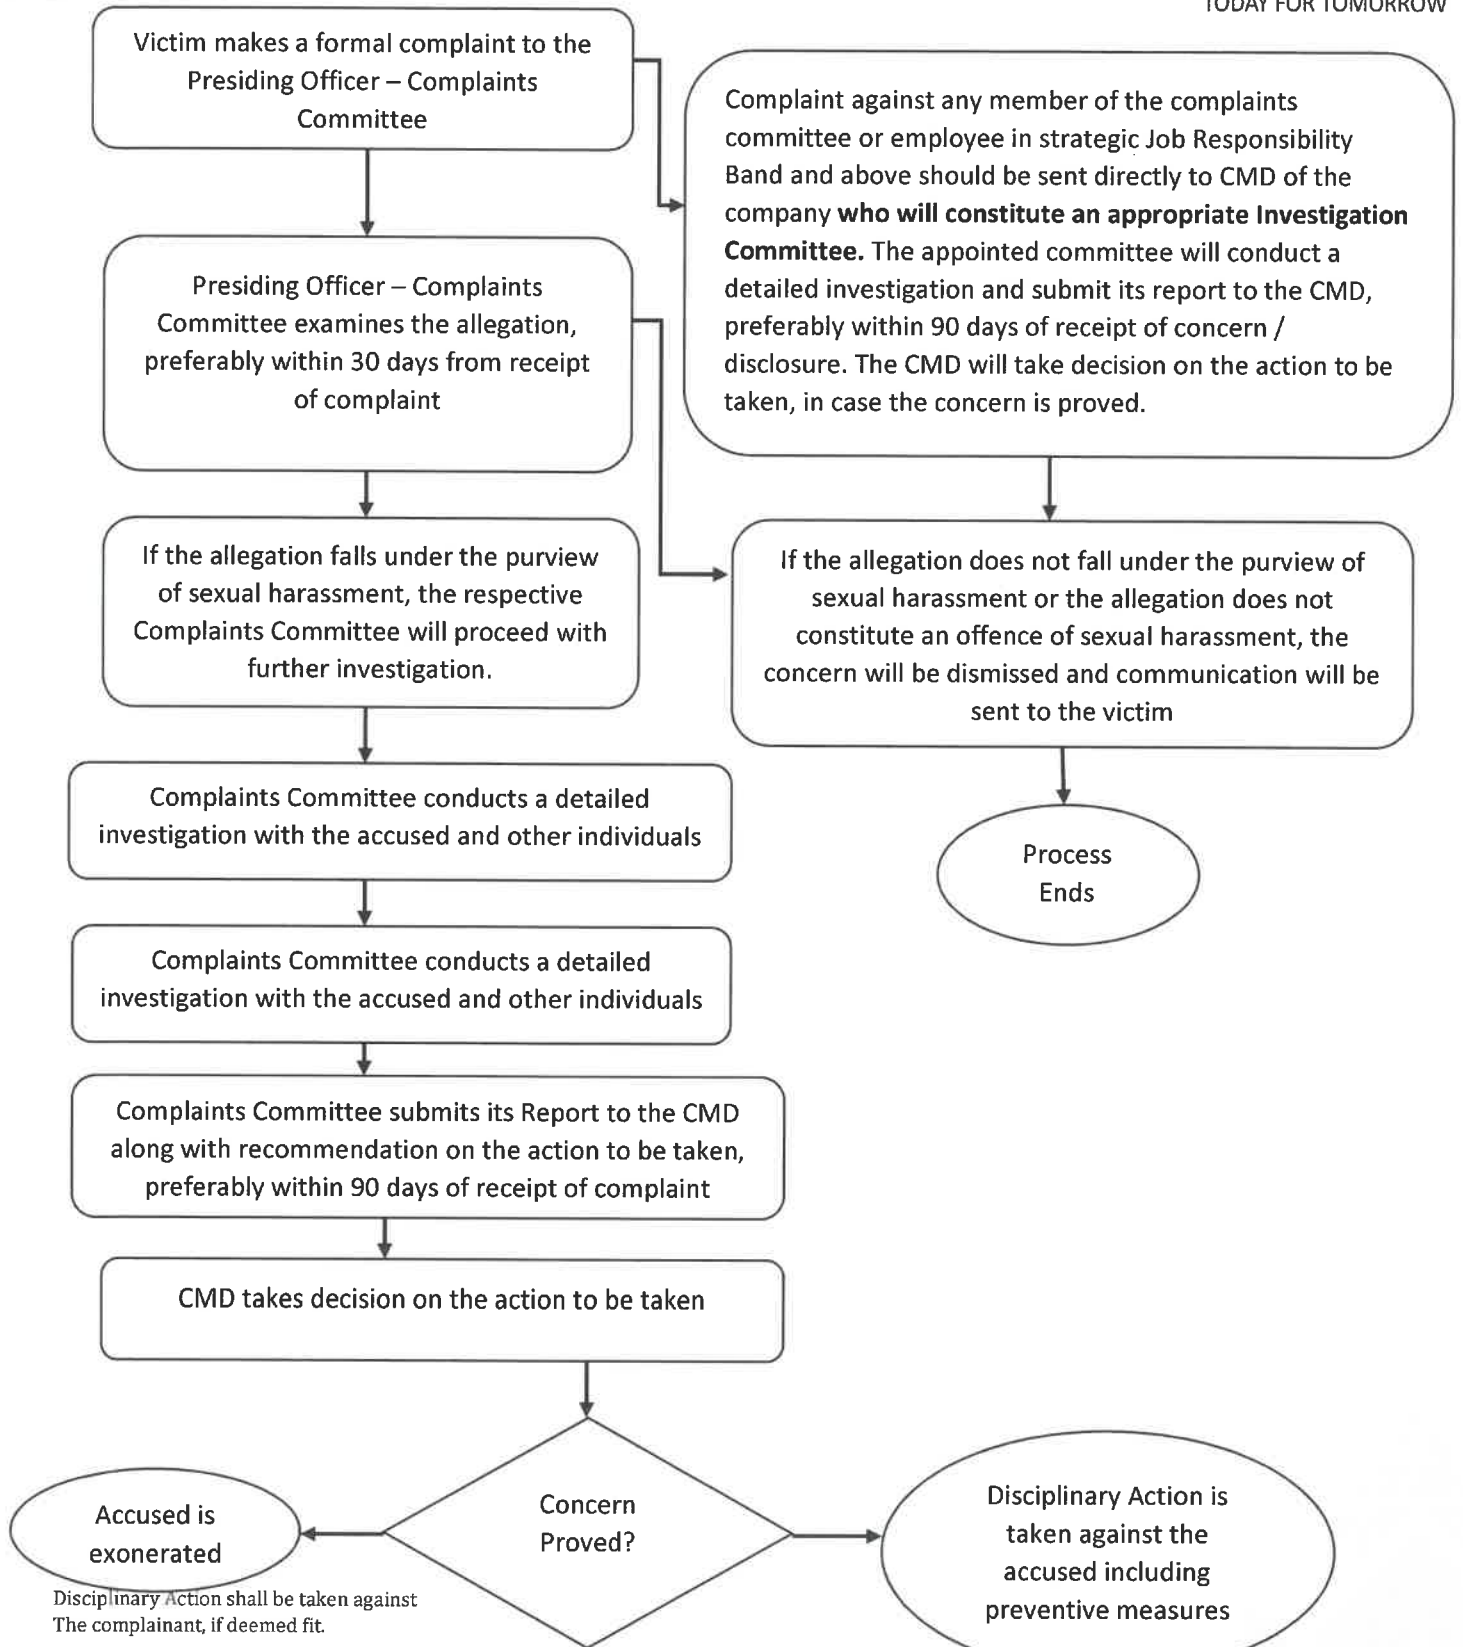 TODAY FOR TOMORROW
Victim makes a formal complaint to the
Presiding Officer – Complaints
Committee
Complaint against any member of the complaints
committee or employee in strategic Job Responsibility
Band and above should be sent directly to CMD of the
company who will constitute an appropriate Investigation
Committee. The appointed committee will conduct a
detailed investigation and submit its report to the CMD,
preferably within 90 days of receipt of concern /
disclosure. The CMD will take decision on the action to be
taken, in case the concern is proved.
Presiding Officer – Complaints
Committee examines the allegation,
preferably within 30 days from receipt
of complaint
If the allegation falls under the purview
of sexual harassment, the respective
Complaints Committee will proceed with
further investigation.
If the allegation does not fall under the purview of
sexual harassment or the allegation does not
constitute an offence of sexual harassment, the
concern will be dismissed and communication will be
sent to the victim
Complaints Committee conducts a detailed
investigation with the accused and other individuals
Process
Ends
Complaints Committee conducts a detailed
investigation with the accused and other individuals
Complaints Committee submits its Report to the CMD
along with recommendation on the action to be taken,
preferably within 90 days of receipt of complaint
CMD takes decision on the action to be taken
Concern
Proved?
Accused is
exonerated
Disciplinary Action is
taken against the
accused including
preventive measures
Disciplinary Action shall be taken against
The complainant, if deemed fit.